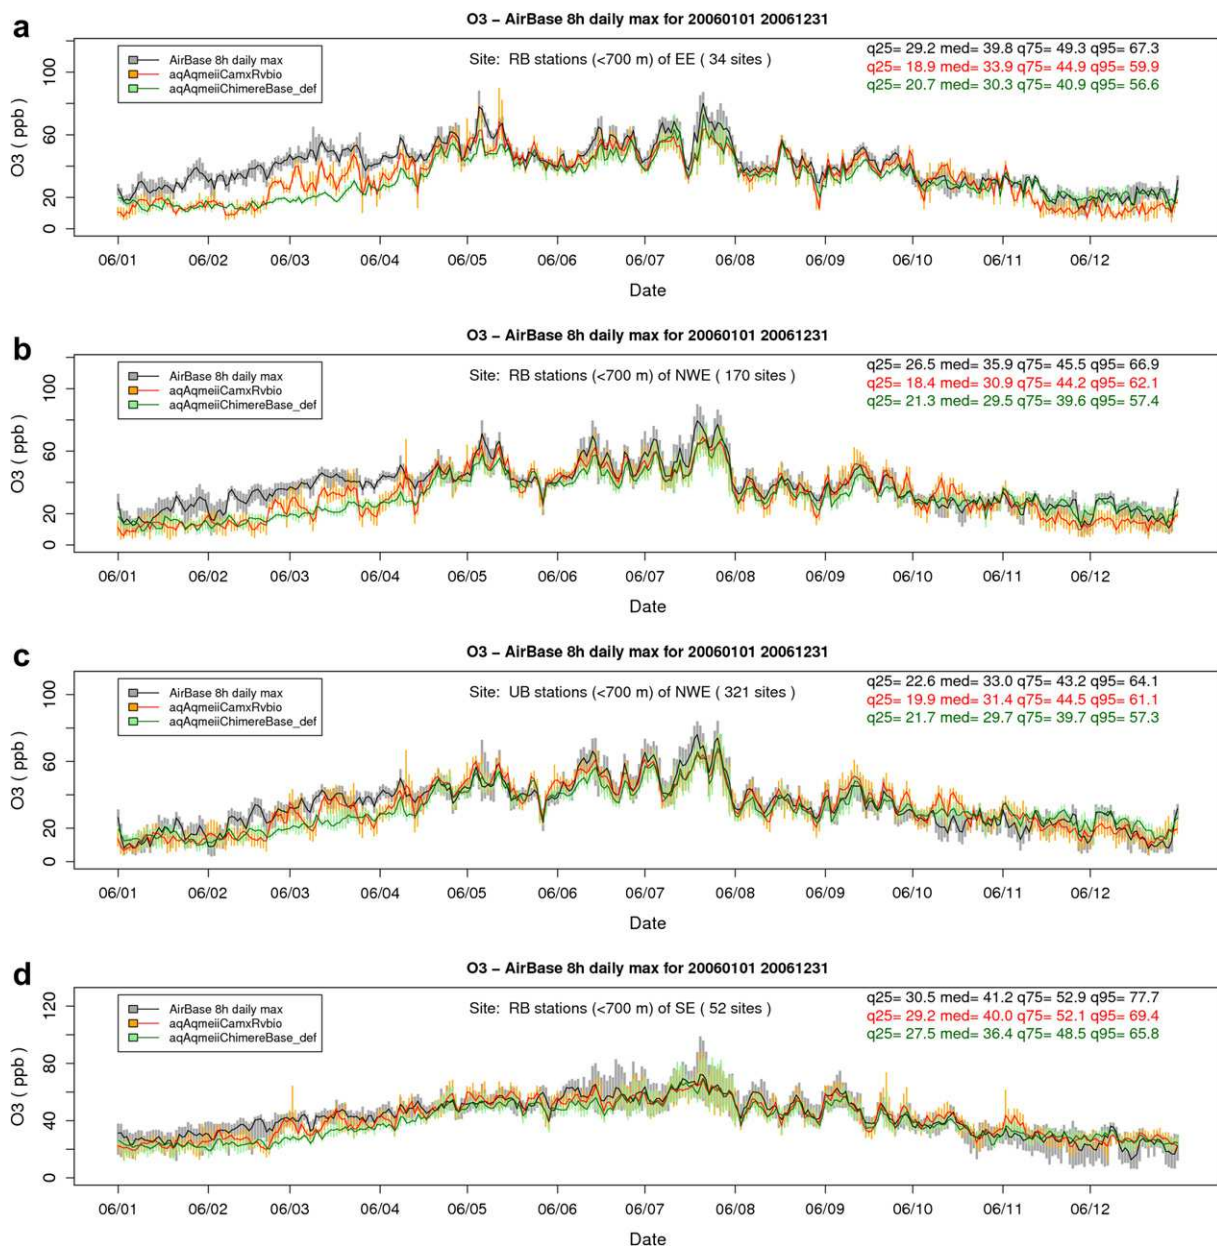 a
O3 – AirBase 8h daily max for 20060101 20061231
AirBase 8h daily max
aqAqmeiiCamxRvbio
aqAqmeiiChimereBase_def
Site: RB stations (<700 m) of EE ( 34 sites )
q25= 29.2 med= 39.8 q75= 49.3 q95= 67.3
q25= 18.9 med= 33.9 q75= 44.9 q95= 59.9
q25= 20.7 med= 30.3 q75= 40.9 q95= 56.6
O3 ( ppb )
0 20 60 100
06/01 06/02 06/03 06/04 06/05 06/06 06/07 06/08 06/09 06/10 06/11 06/12
Date
b
O3 – AirBase 8h daily max for 20060101 20061231
AirBase 8h daily max
aqAqmeiiCamxRvbio
aqAqmeiiChimereBase_def
Site: RB stations (<700 m) of NWE ( 170 sites )
q25= 26.5 med= 35.9 q75= 45.5 q95= 66.9
q25= 18.4 med= 30.9 q75= 44.2 q95= 62.1
q25= 21.3 med= 29.5 q75= 39.6 q95= 57.4
O3 ( ppb )
0 20 60 100
06/01 06/02 06/03 06/04 06/05 06/06 06/07 06/08 06/09 06/10 06/11 06/12
Date
c
O3 – AirBase 8h daily max for 20060101 20061231
AirBase 8h daily max
aqAqmeiiCamxRvbio
aqAqmeiiChimereBase_def
Site: UB stations (<700 m) of NWE ( 321 sites )
q25= 22.6 med= 33.0 q75= 43.2 q95= 64.1
q25= 19.9 med= 31.4 q75= 44.5 q95= 61.1
q25= 21.7 med= 29.7 q75= 39.7 q95= 57.3
O3 ( ppb )
0 20 60 100
06/01 06/02 06/03 06/04 06/05 06/06 06/07 06/08 06/09 06/10 06/11 06/12
Date
d
O3 – AirBase 8h daily max for 20060101 20061231
AirBase 8h daily max
aqAqmeiiCamxRvbio
aqAqmeiiChimereBase_def
Site: RB stations (<700 m) of SE ( 52 sites )
q25= 30.5 med= 41.2 q75= 52.9 q95= 77.7
q25= 29.2 med= 40.0 q75= 52.1 q95= 69.4
q25= 27.5 med= 36.4 q75= 48.5 q95= 65.8
O3 ( ppb )
0 40 80 120
06/01 06/02 06/03 06/04 06/05 06/06 06/07 06/08 06/09 06/10 06/11 06/12
Date